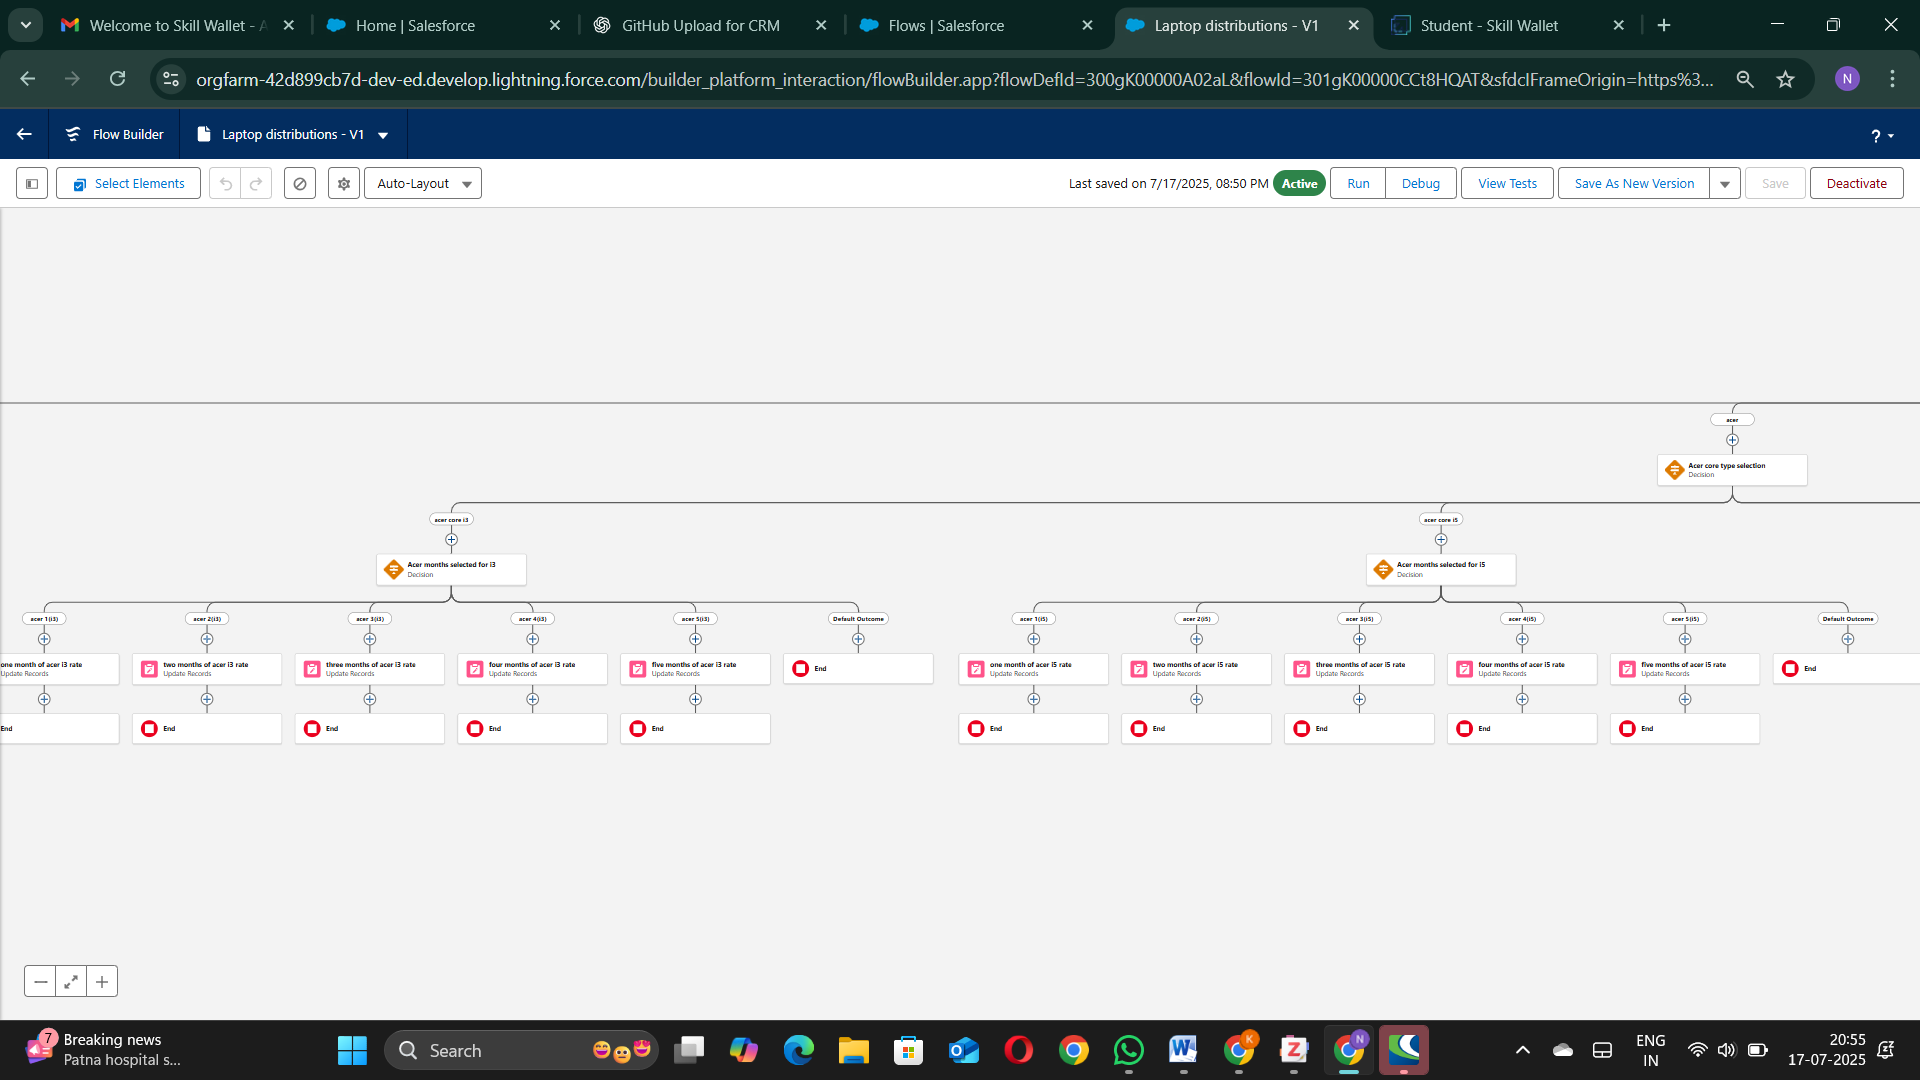 Welcome to Skill Wallet - A
Home | Salesforce
GitHub Upload for CRM
Flows | Salesforce
Laptop distributions - V1
Student - Skill Wallet
orgfarm-42d899cb7d-dev-ed.develop.lightning.force.com/builder_platform_interaction/flowBuilder.app?flowDefId=300gK00000A02aL&flowId=301gK00000CCt8HQAT&sfdcIFrameOrigin=https%3...
N
Flow Builder
Laptop distributions - V1
?
Select Elements
Auto-Layout
Last saved on 7/17/2025, 08:50 PM
Active
Run
Debug
View Tests
Save As New Version
Save
Deactivate
acer
Acer core type selection
Decision
acer core i3
acer core i5
Acer months selected for i3
Decision
Acer months selected for i5
Decision
acer 1(i3)
acer 2(i3)
acer 3(i3)
acer 4(i3)
acer 5(i3)
Default Outcome
acer 1(i5)
acer 2(i5)
acer 3(i5)
acer 4(i5)
acer 5(i5)
Default Outcome
one month of acer i3 rate
Update Records
two months of acer i3 rate
Update Records
three months of acer i3 rate
Update Records
four months of acer i3 rate
Update Records
five months of acer i3 rate
Update Records
End
one month of acer i5 rate
Update Records
two months of acer i5 rate
Update Records
three months of acer i5 rate
Update Records
four months of acer i5 rate
Update Records
five months of acer i5 rate
Update Records
End
End
End
End
End
End
End
End
End
End
End
7
Breaking news
Patna hospital s...
Search
K
N
ENG
IN
20:55
17-07-2025